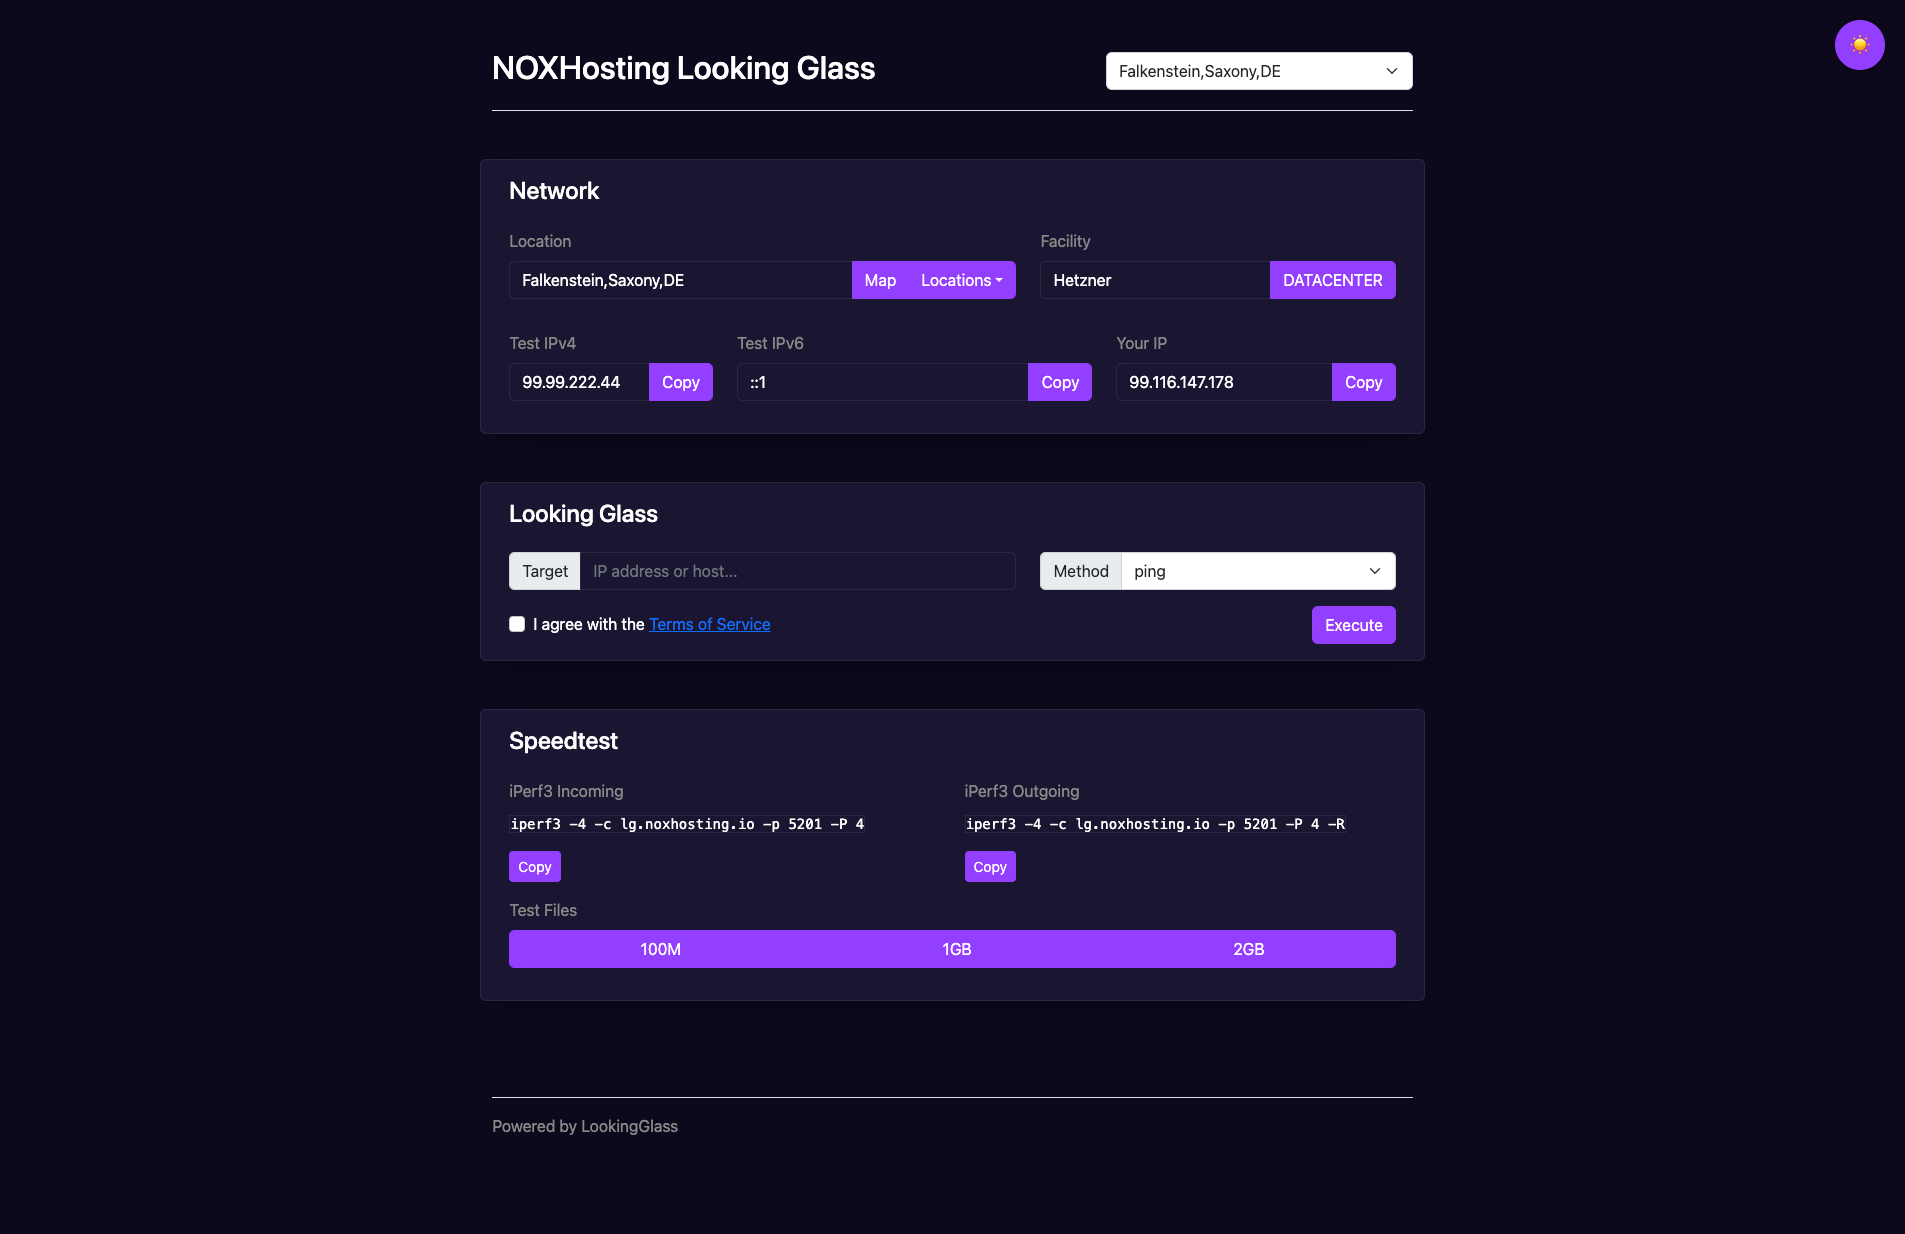 NOXHosting Looking Glass
Falkenstein,Saxony,DE
Network
Location
Facility
Falkenstein,Saxony,DE
Map
Locations
Hetzner
DATACENTER
Test IPv4
Test IPv6
Your IP
99.99.222.44
Copy
::1
Copy
99.116.147.178
Copy
Looking Glass
Target
IP address or host...
Method
ping
I agree with the Terms of Service
Execute
Speedtest
iPerf3 Incoming
iPerf3 Outgoing
iperf3 -4 -c lg.noxhosting.io -p 5201 -P 4
iperf3 -4 -c lg.noxhosting.io -p 5201 -P 4 -R
Copy
Copy
Test Files
100M
1GB
2GB
Powered by LookingGlass